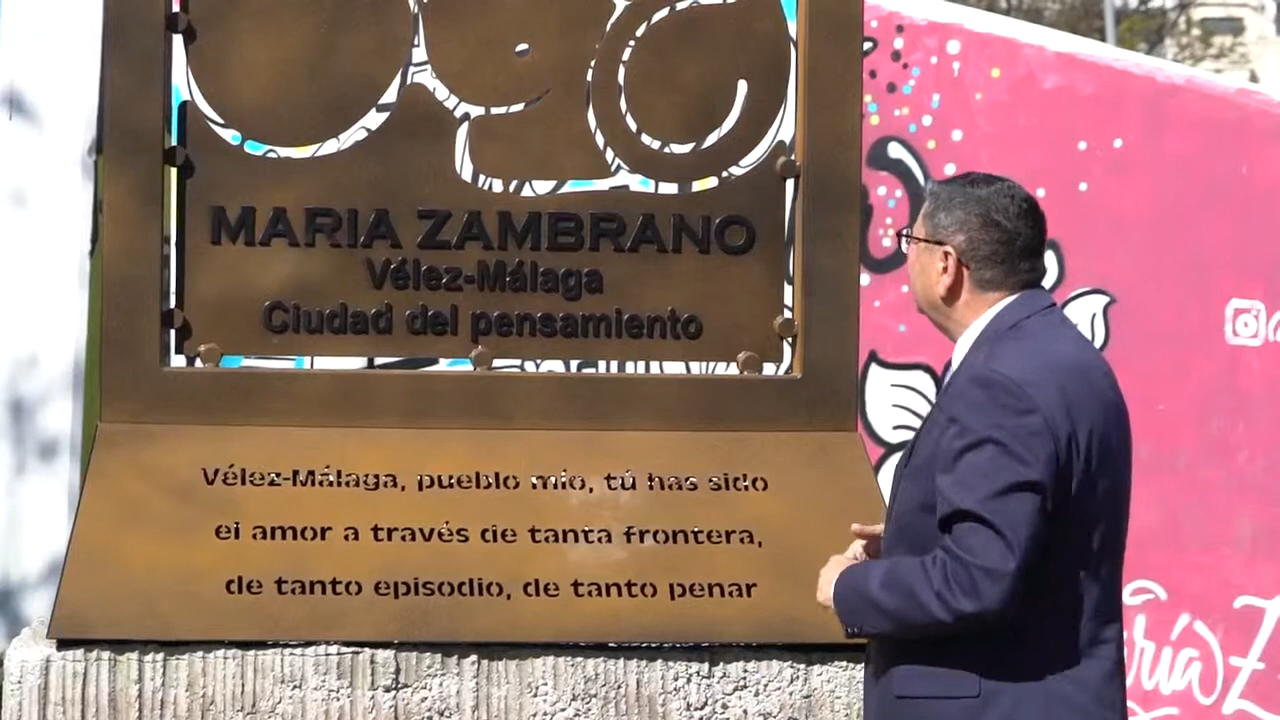 MARIA ZAMBRANO
Vélez-Málaga
Ciudad del pensamiento
Vélez-Málaga, pueblo mío, tú has sido
el amor a través de tanta frontera,
de tanto episodio, de tanto penar
aría Z